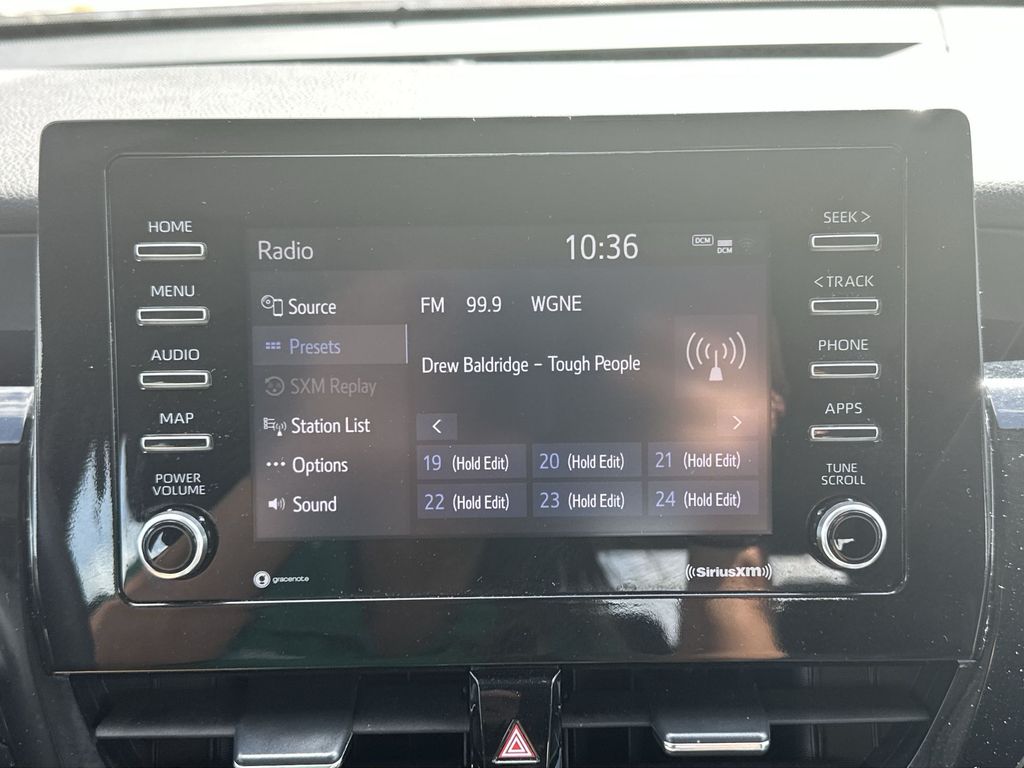 HOME
MENU
AUDIO
MAP
POWER
VOLUME
Radio
10:36
DCM
DCM
Source
Presets
SXM Replay
Station List
Options
Sound
FM 99.9 WGNE
Drew Baldridge – Tough People
<
>
19 (Hold Edit) 20 (Hold Edit) 21 (Hold Edit)
22 (Hold Edit) 23 (Hold Edit) 24 (Hold Edit)
gracenote
((SiriusXM))
SEEK >
< TRACK
PHONE
APPS
TUNE
SCROLL